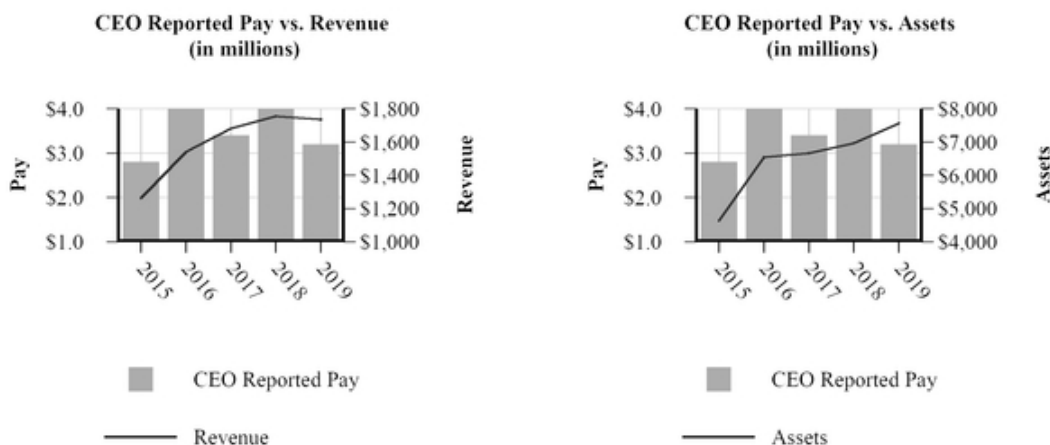 CEO Reported Pay vs. Revenue
(in millions)
$4.0
$3.0
$2.0
$1.0
Pay
$1,800
$1,600
$1,400
$1,200
$1,000
Revenue
2015
2016
2017
2018
2019
CEO Reported Pay
Revenue
CEO Reported Pay vs. Assets
(in millions)
$4.0
$3.0
$2.0
$1.0
Pay
$8,000
$7,000
$6,000
$5,000
$4,000
Assets
2015
2016
2017
2018
2019
CEO Reported Pay
Assets